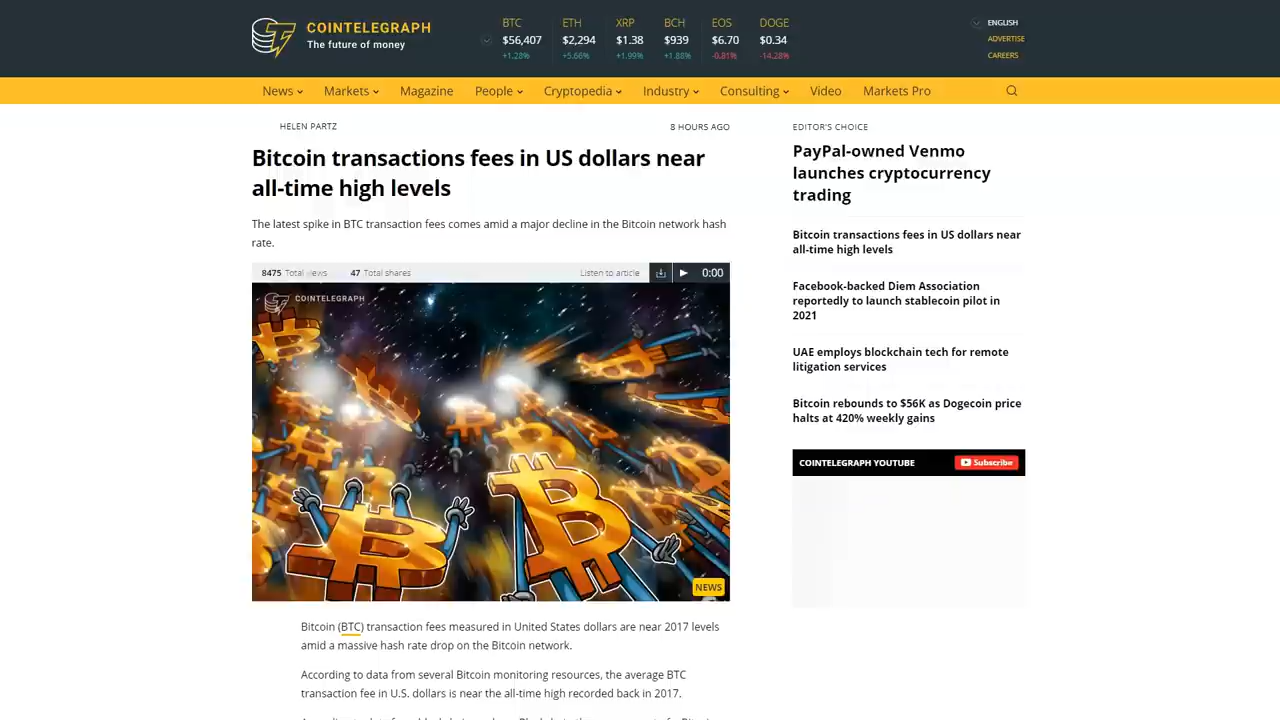 COINTELEGRAPH
The future of money
BTC ETH XRP BCH EOS DOGE
$56,407 $2,294 $1.38 $939 $6.70 $0.34
+1.28% +5.66% +1.99% +1.88% -0.81% -14.28%
ENGLISH
ADVERTISE
CAREERS
News Markets Magazine People Cryptopedia Industry Consulting Video Markets Pro
HELEN PARTZ 8 HOURS AGO
Bitcoin transactions fees in US dollars near
all-time high levels
The latest spike in BTC transaction fees comes amid a major decline in the Bitcoin network hash
rate.
8475 Total views 47 Total shares Listen to article 0:00
COINTELEGRAPH
NEWS
Bitcoin (BTC) transaction fees measured in United States dollars are near 2017 levels
amid a massive hash rate drop on the Bitcoin network.
According to data from several Bitcoin monitoring resources, the average BTC
transaction fee in U.S. dollars is near the all-time high recorded back in 2017.
EDITOR'S CHOICE
PayPal-owned Venmo
launches cryptocurrency
trading
Bitcoin transactions fees in US dollars near
all-time high levels
Facebook-backed Diem Association
reportedly to launch stablecoin pilot in
2021
UAE employs blockchain tech for remote
litigation services
Bitcoin rebounds to $56K as Dogecoin price
halts at 420% weekly gains
COINTELEGRAPH YOUTUBE Subscribe